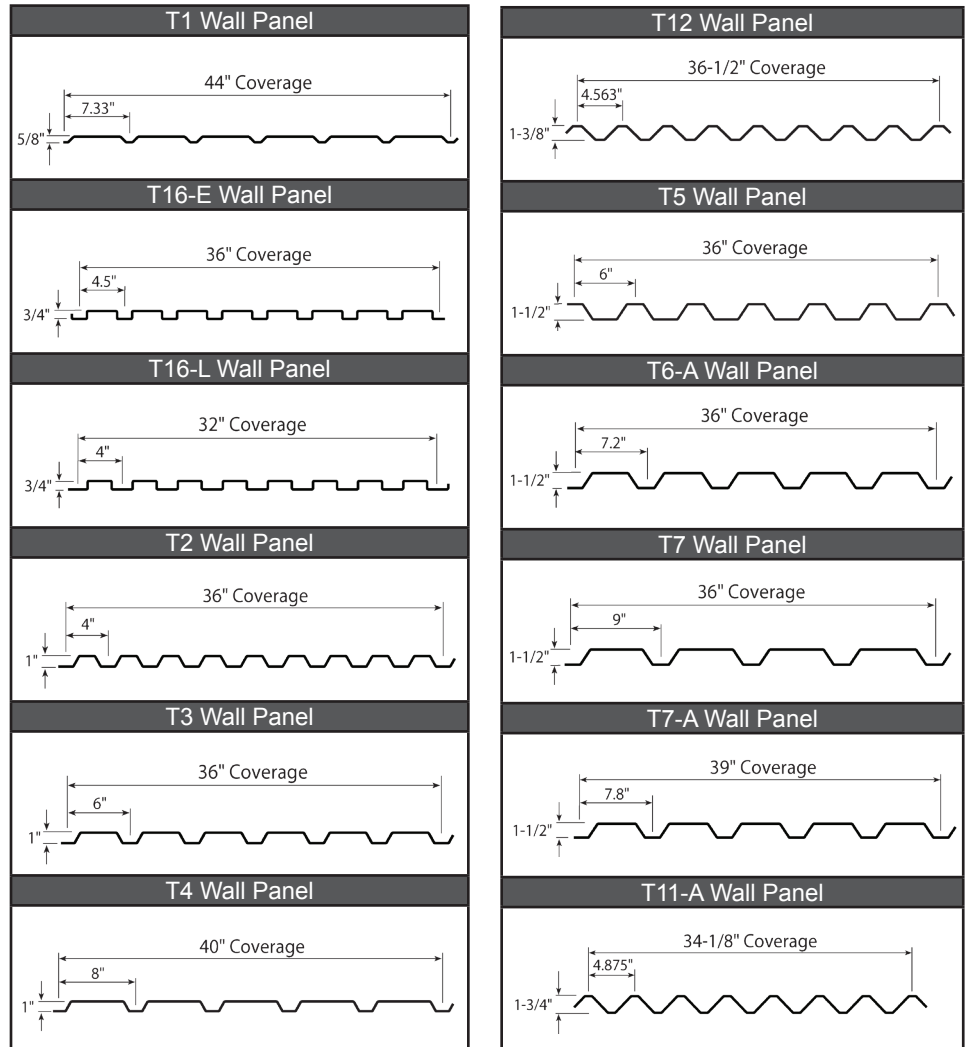 T1 Wall Panel
44" Coverage
7.33"
5/8"
T16-E Wall Panel
36" Coverage
4.5"
3/4"
T16-L Wall Panel
32" Coverage
4"
3/4"
T2 Wall Panel
36" Coverage
4"
1"
T3 Wall Panel
36" Coverage
6"
1"
T4 Wall Panel
40" Coverage
8"
1"
T12 Wall Panel
36-1/2" Coverage
4.563"
1-3/8"
T5 Wall Panel
36" Coverage
6"
1-1/2"
T6-A Wall Panel
36" Coverage
7.2"
1-1/2"
T7 Wall Panel
36" Coverage
9"
1-1/2"
T7-A Wall Panel
39" Coverage
7.8"
1-1/2"
T11-A Wall Panel
34-1/8" Coverage
4.875"
1-3/4"